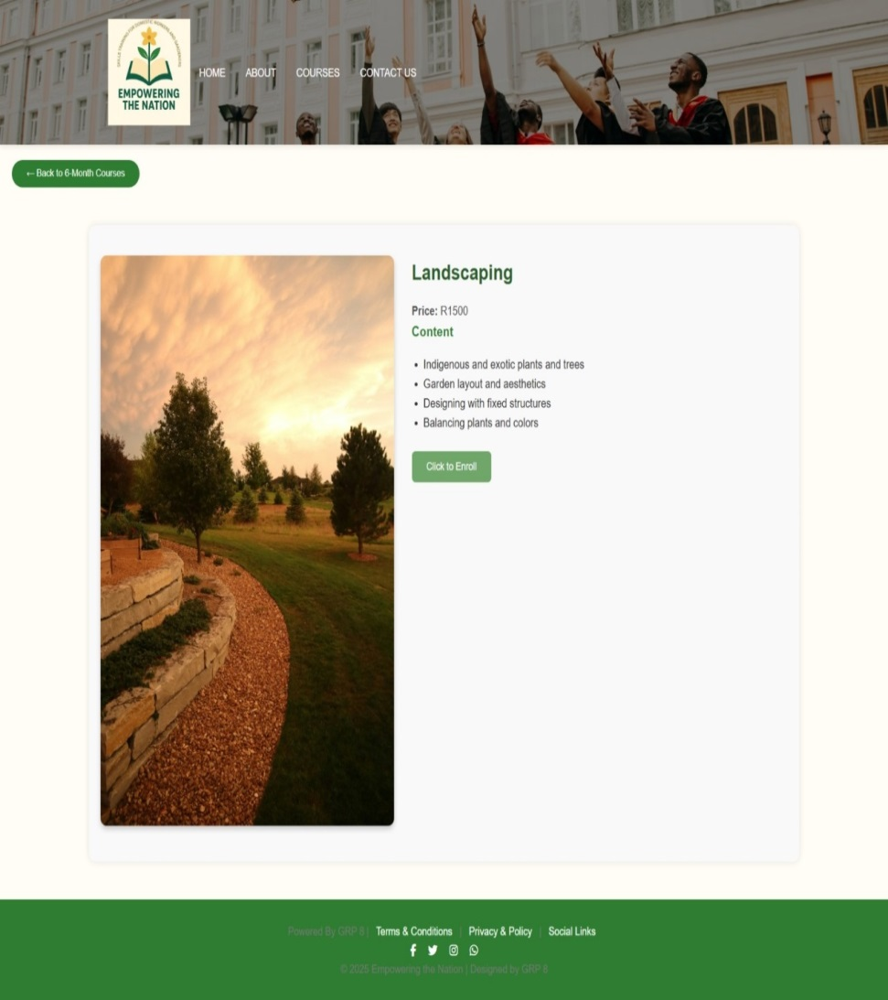 EMPOWERING
THE NATION
HOME ABOUT COURSES CONTACT US
← Back to 6-Month Courses
Landscaping
Price: R1500
Content
• Indigenous and exotic plants and trees
• Garden layout and aesthetics
• Designing with fixed structures
• Balancing plants and colors
Click to Enroll
Powered By GRP 8 | Terms & Conditions | Privacy & Policy | Social Links
© 2025 Empowering the Nation | Designed by GRP 8